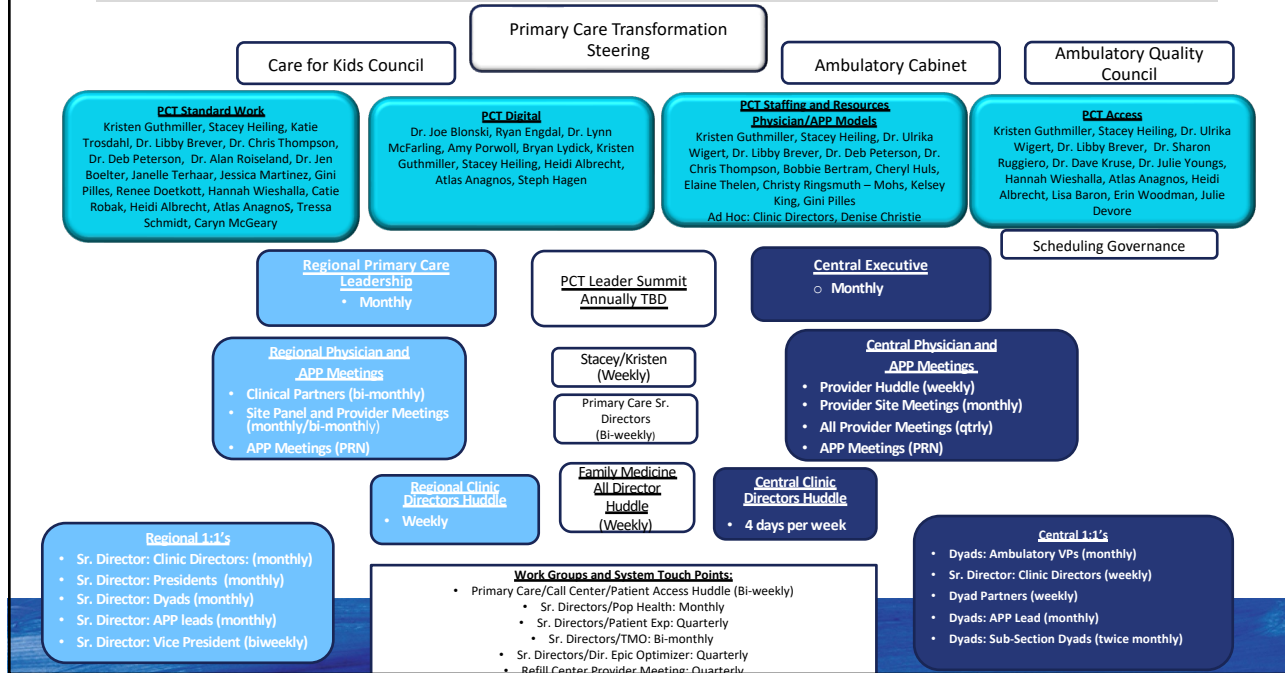 Primary Care Transformation
Steering
Care for Kids Council
Ambulatory Cabinet
Ambulatory Quality
Council
PCT Standard Work
Kristen Guthmiller, Stacey Heiling, Katie
Trosdahl, Dr. Libby Brever, Dr. Chris Thompson,
Dr. Deb Peterson, Dr. Alan Roiseland, Dr. Jen
Boelter, Janelle Terhaar, Jessica Martinez, Gini
Pilles, Renee Doetkott, Hannah Wieshalla, Catie
Robak, Heidi Albrecht, Atlas Anagnos, Tressa
Schmidt, Caryn McGeary
PCT Digital
Dr. Joe Blonski, Ryan Engdal, Dr. Lynn
McFarling, Amy Porwoll, Bryan Lydick, Kristen
Guthmiller, Stacey Heiling, Heidi Albrecht,
Atlas Anagnos, Steph Hagen
PCT Staffing and Resources
Physician/APP Models
Kristen Guthmiller, Stacey Heiling, Dr. Ulrika
Wigert, Dr. Libby Brever, Dr. Deb Peterson, Dr.
Chris Thompson, Bobbie Bertram, Cheryl Huls,
Elaine Thelen, Christy Ringsmuth – Mohs, Kelsey
King, Gini Pilles
Ad Hoc: Clinic Directors, Denise Christie
PCT Access
Kristen Guthmiller, Stacey Heiling, Dr. Ulrika
Wigert, Dr. Libby Brever, Dr. Sharon
Ruggiero, Dr. Dave Kruse, Dr. Julie Youngs,
Hannah Wieshalla, Atlas Anagnos, Heidi
Albrecht, Lisa Baron, Erin Woodman, Julie
Devore
Scheduling Governance
Regional Primary Care
Leadership
• Monthly
PCT Leader Summit
Annually TBD
Central Executive
o Monthly
Regional Physician and
APP Meetings
• Clinical Partners (bi-monthly)
• Site Panel and Provider Meetings
(monthly/bi-monthly)
• APP Meetings (PRN)
Stacey/Kristen
(Weekly)
Primary Care Sr.
Directors
(Bi-weekly)
Central Physician and
APP Meetings
• Provider Huddle (weekly)
• Provider Site Meetings (monthly)
• All Provider Meetings (qtrly)
• APP Meetings (PRN)
Regional Clinic
Directors Huddle
• Weekly
Family Medicine
All Director
Huddle
(Weekly)
Central Clinic
Directors Huddle
• 4 days per week
Regional 1:1's
• Sr. Director: Clinic Directors: (monthly)
• Sr. Director: Presidents (monthly)
• Sr. Director: Dyads (monthly)
• Sr. Director: APP leads (monthly)
• Sr. Director: Vice President (biweekly)
Work Groups and System Touch Points:
• Primary Care/Call Center/Patient Access Huddle (Bi-weekly)
• Sr. Directors/Pop Health: Monthly
• Sr. Directors/Patient Exp: Quarterly
• Sr. Directors/TMO: Bi-monthly
• Sr. Directors/Dir. Epic Optimizer: Quarterly
• Refill Center Provider Meeting: Quarterly
Central 1:1's
• Dyads: Ambulatory VPs (monthly)
• Sr. Director: Clinic Directors (weekly)
• Dyad Partners (weekly)
• Dyads: APP Lead (monthly)
• Dyads: Sub-Section Dyads (twice monthly)